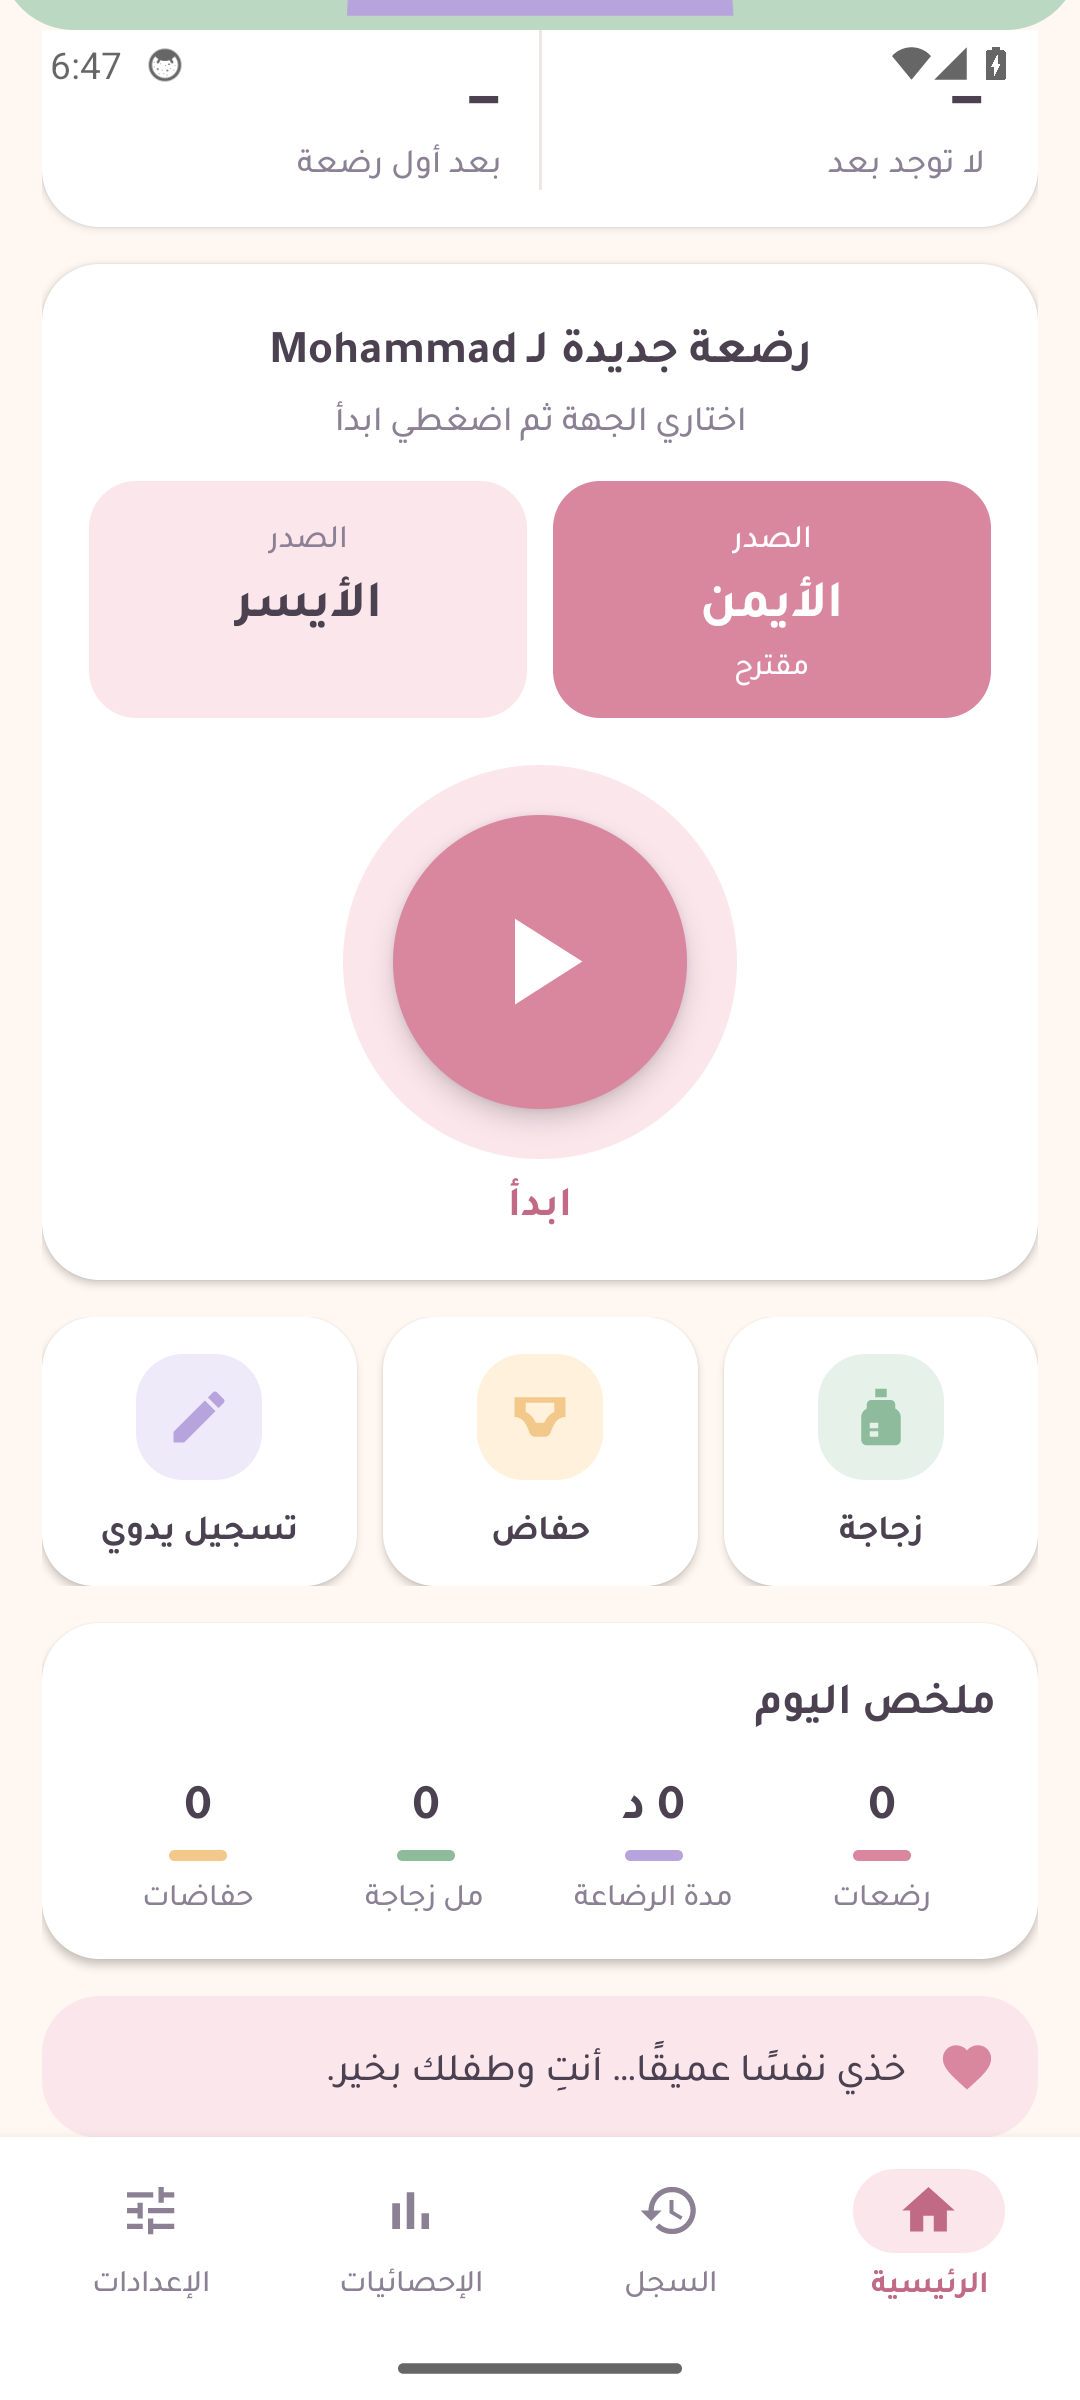 6:47
–
–
لا توجد بعد
بعد أول رضعة
رضعة جديدة لـ Mohammad
اختاري الجهة ثم اضغطي ابدأ
الصدر
الأيمن
مقترح
الصدر
الأيسر
ابدأ
زجاجة
حفاض
تسجيل يدوي
ملخص اليوم
0
0 د
0
0
رضعات
مدة الرضاعة
مل زجاجة
حفاضات
خذي نفسًا عميقًا... أنتِ وطفلك بخير.
الرئيسية
السجل
الإحصائيات
الإعدادات